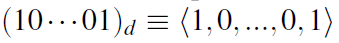 (10···01)_d ≡ ⟨1,0,...,0,1⟩